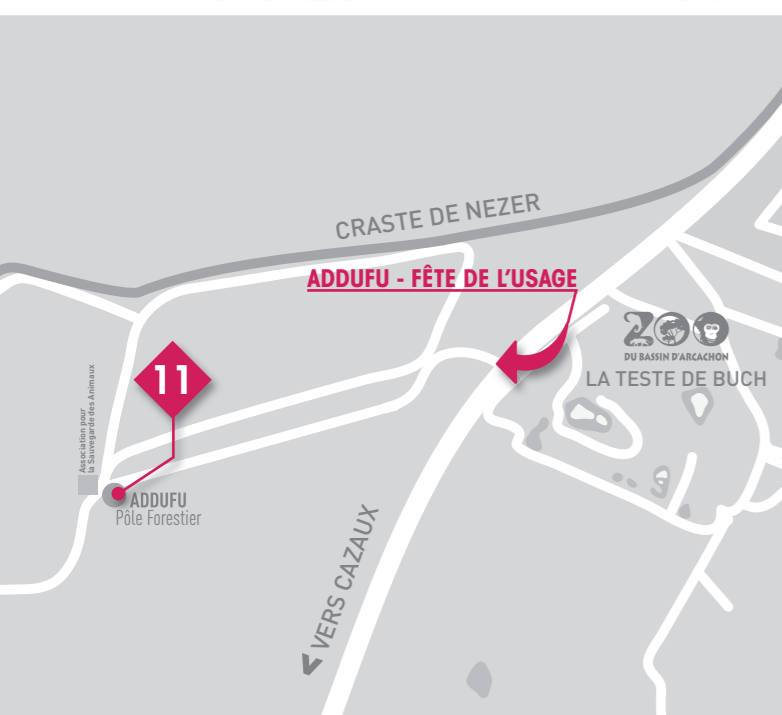 CRASTE DE NEZER
ADDUFU - FÊTE DE L'USAGE
ZOO
DU BASSIN D'ARCACHON
LA TESTE DE BUCH
11
Association pour
la Sauvegarde des Animaux
ADDUFU
Pôle Forestier
VERS CAZAUX